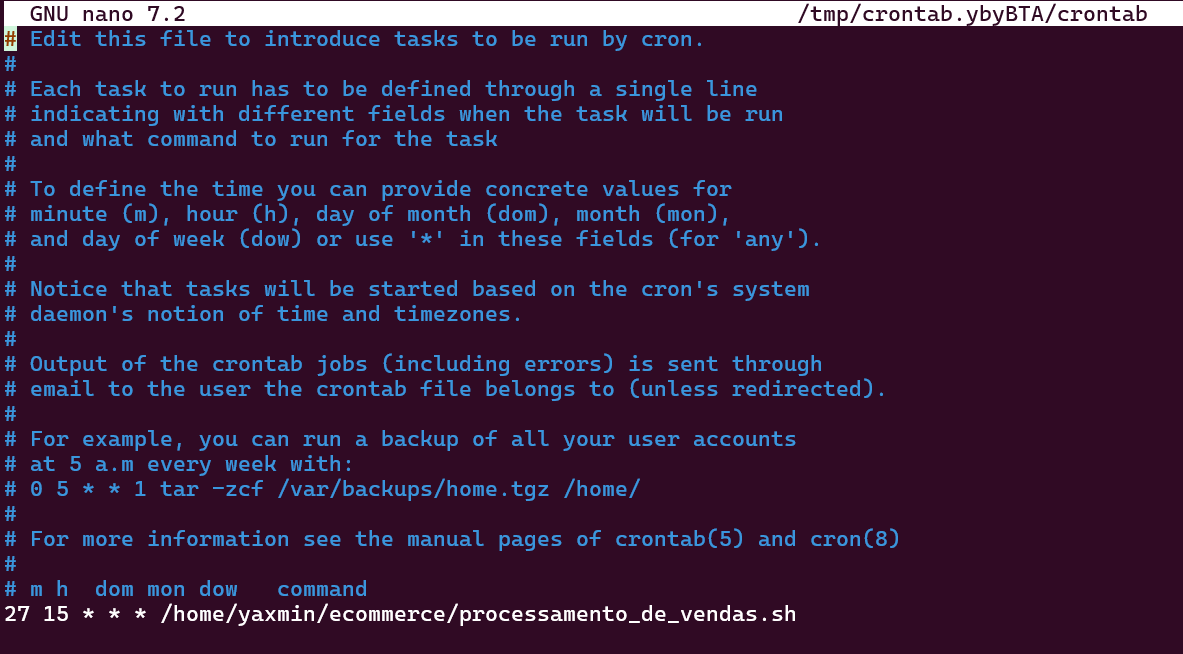 GNU nano 7.2 /tmp/crontab.ybyBTA/crontab
# Edit this file to introduce tasks to be run by cron.
#
# Each task to run has to be defined through a single line
# indicating with different fields when the task will be run
# and what command to run for the task
#
# To define the time you can provide concrete values for
# minute (m), hour (h), day of month (dom), month (mon),
# and day of week (dow) or use '*' in these fields (for 'any').
#
# Notice that tasks will be started based on the cron's system
# daemon's notion of time and timezones.
#
# Output of the crontab jobs (including errors) is sent through
# email to the user the crontab file belongs to (unless redirected).
#
# For example, you can run a backup of all your user accounts
# at 5 a.m every week with:
# 0 5 * * 1 tar -zcf /var/backups/home.tgz /home/
#
# For more information see the manual pages of crontab(5) and cron(8)
#
# m h  dom mon dow   command
27 15 * * * /home/yaxmin/ecommerce/processamento_de_vendas.sh